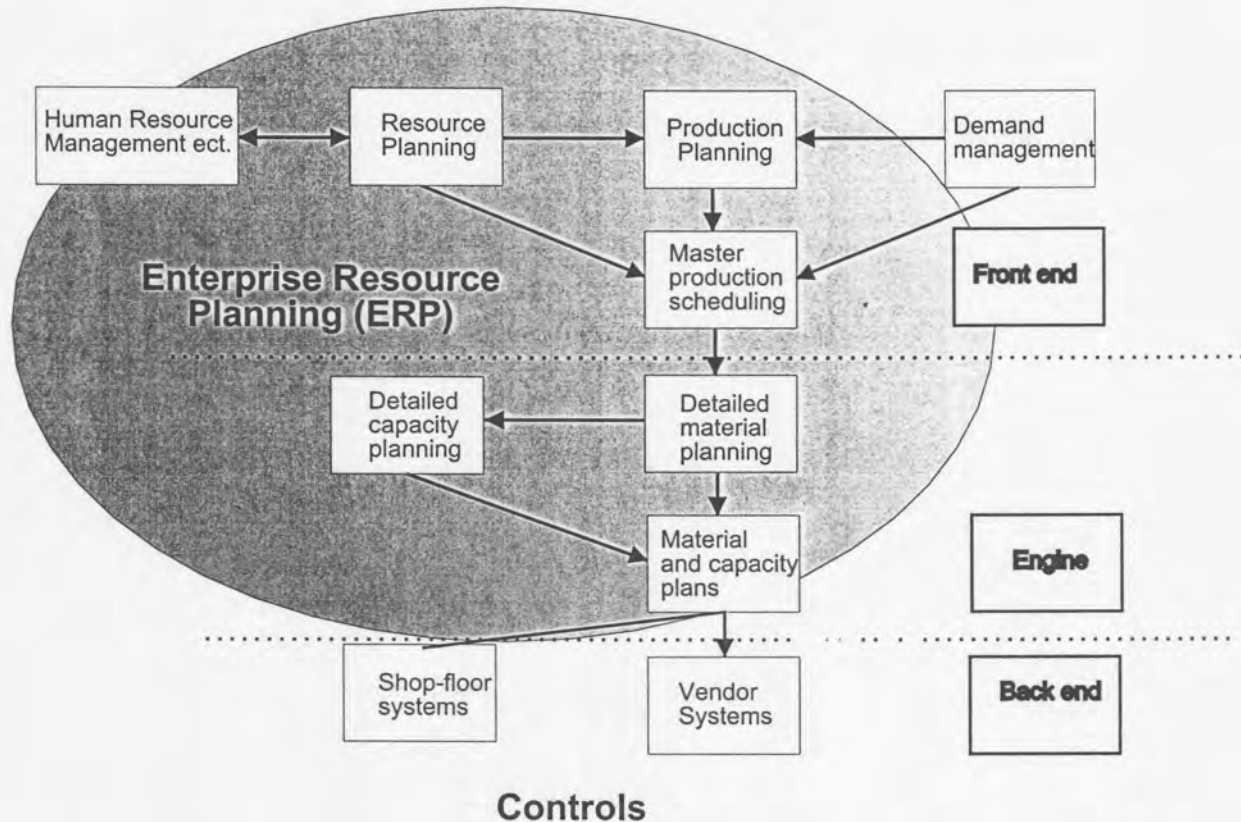 Human Resource
Management ect.
Resource
Planning
Production
Planning
Demand
management
Master
production
scheduling
Front end
Enterprise Resource
Planning (ERP)
Detailed
capacity
planning
Detailed
material
planning
Material
and capacity
plans
Engine
Shop-floor
systems
Vendor
Systems
Back end
Controls